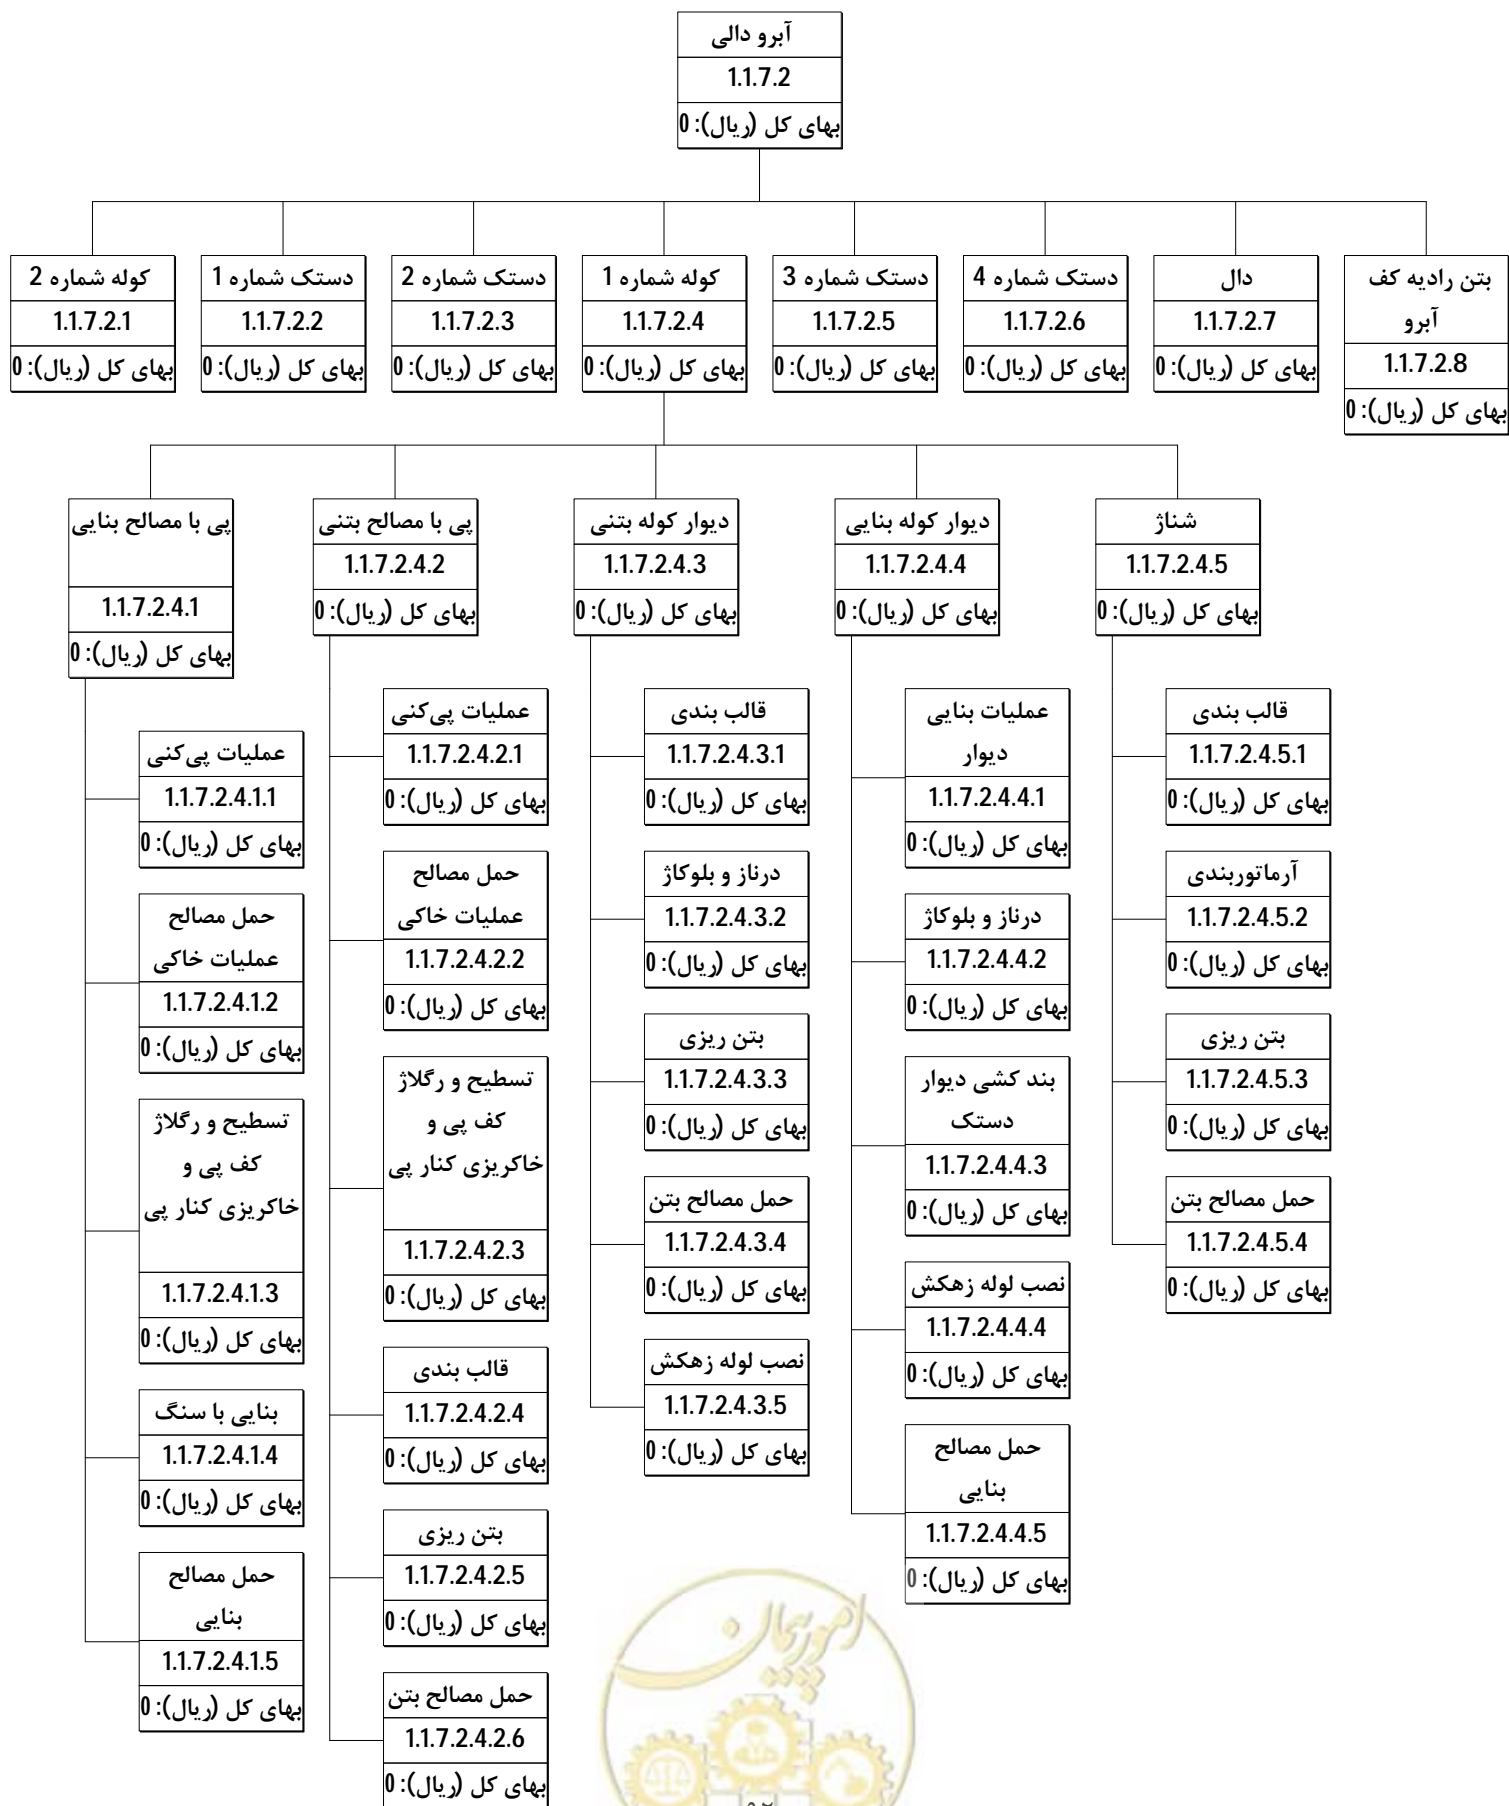 آبرو دالی
1.1.7.2
بهای کل (ریال): 0
کوله شماره 2
1.1.7.2.1
بهای کل (ریال): 0
دستک شماره 1
1.1.7.2.2
بهای کل (ریال): 0
دستک شماره 2
1.1.7.2.3
بهای کل (ریال): 0
کوله شماره 1
1.1.7.2.4
بهای کل (ریال): 0
دستک شماره 3
1.1.7.2.5
بهای کل (ریال): 0
دستک شماره 4
1.1.7.2.6
بهای کل (ریال): 0
دال
1.1.7.2.7
بهای کل (ریال): 0
بتن رادیه کف
آبرو
1.1.7.2.8
بهای کل (ریال): 0
پی با مصالح بنایی
1.1.7.2.4.1
بهای کل (ریال): 0
عملیات پی‌کنی
1.1.7.2.4.1.1
بهای کل (ریال): 0
حمل مصالح
عملیات خاکی
1.1.7.2.4.1.2
بهای کل (ریال): 0
تسطیح و رگلاژ
کف پی و
خاکریزی کنار پی
1.1.7.2.4.1.3
بهای کل (ریال): 0
بنایی با سنگ
1.1.7.2.4.1.4
بهای کل (ریال): 0
حمل مصالح
بنایی
1.1.7.2.4.1.5
بهای کل (ریال): 0
پی با مصالح بتنی
1.1.7.2.4.2
بهای کل (ریال): 0
عملیات پی‌کنی
1.1.7.2.4.2.1
بهای کل (ریال): 0
حمل مصالح
عملیات خاکی
1.1.7.2.4.2.2
بهای کل (ریال): 0
تسطیح و رگلاژ
کف پی و
خاکریزی کنار پی
1.1.7.2.4.2.3
بهای کل (ریال): 0
قالب بندی
1.1.7.2.4.2.4
بهای کل (ریال): 0
بتن ریزی
1.1.7.2.4.2.5
بهای کل (ریال): 0
حمل مصالح بتن
1.1.7.2.4.2.6
بهای کل (ریال): 0
دیوار کوله بتنی
1.1.7.2.4.3
بهای کل (ریال): 0
قالب بندی
1.1.7.2.4.3.1
بهای کل (ریال): 0
درناز و بلوکاژ
1.1.7.2.4.3.2
بهای کل (ریال): 0
بتن ریزی
1.1.7.2.4.3.3
بهای کل (ریال): 0
حمل مصالح بتن
1.1.7.2.4.3.4
بهای کل (ریال): 0
نصب لوله زهکش
1.1.7.2.4.3.5
بهای کل (ریال): 0
دیوار کوله بنایی
1.1.7.2.4.4
بهای کل (ریال): 0
عملیات بنایی
دیوار
1.1.7.2.4.4.1
بهای کل (ریال): 0
درناز و بلوکاژ
1.1.7.2.4.4.2
بهای کل (ریال): 0
بند کشی دیوار
دستک
1.1.7.2.4.4.3
بهای کل (ریال): 0
نصب لوله زهکش
1.1.7.2.4.4.4
بهای کل (ریال): 0
حمل مصالح
بنایی
1.1.7.2.4.4.5
بهای کل (ریال): 0
شناژ
1.1.7.2.4.5
بهای کل (ریال): 0
قالب بندی
1.1.7.2.4.5.1
بهای کل (ریال): 0
آرماتوربندی
1.1.7.2.4.5.2
بهای کل (ریال): 0
بتن ریزی
1.1.7.2.4.5.3
بهای کل (ریال): 0
حمل مصالح بتن
1.1.7.2.4.5.4
بهای کل (ریال): 0
امور پیمان